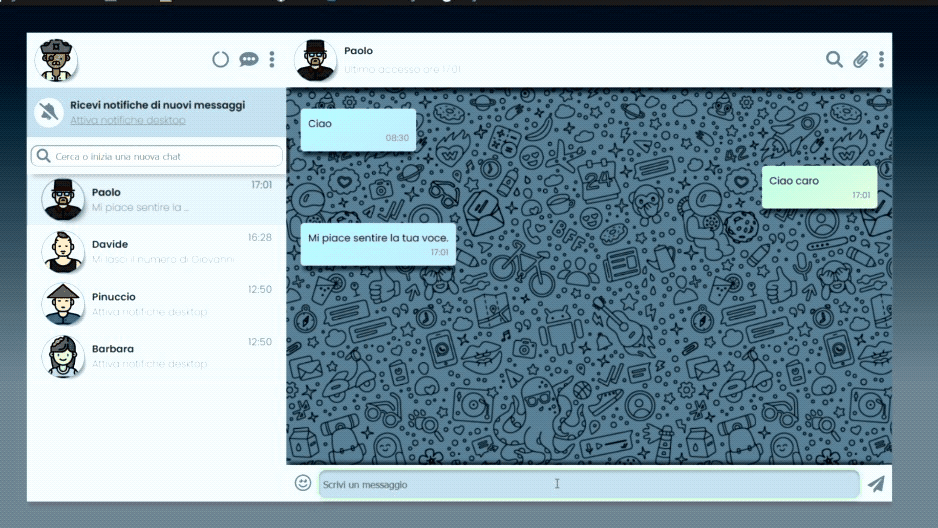 Paolo
ultimo accesso ore 17:01
Ricevi notifiche di nuovi messaggi
Attiva notifiche desktop
Cerca o inizia una nuova chat
Paolo
17:01
Mi piace sentire la ...
Davide
16:28
Mi lasci il numero di Giovanni
Pinuccio
12:50
Attiva notifiche desktop
Barbara
12:50
Attiva notifiche desktop
Ciao
08:30
Ciao caro
17:01
Mi piace sentire la tua voce.
17:01
Scrivi un messaggio